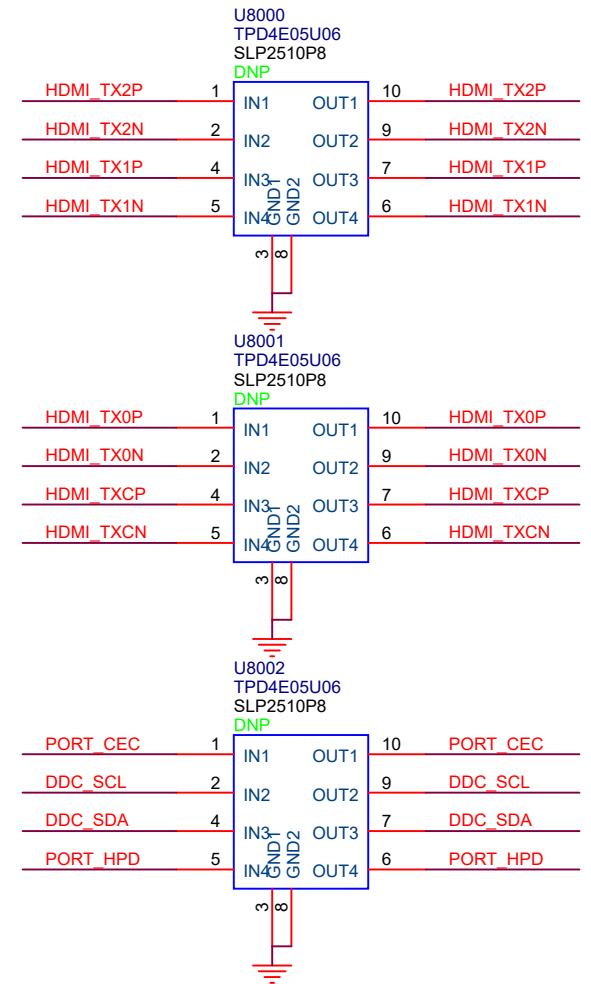 U8000
TPD4E05U06
SLP2510P8
DNP
HDMI_TX2P 1 IN1 OUT1 10 HDMI_TX2P
HDMI_TX2N 2 IN2 OUT2 9 HDMI_TX2N
HDMI_TX1P 4 IN3 OUT3 7 HDMI_TX1P
HDMI_TX1N 5 IN4 OUT4 6 HDMI_TX1N
GND1 GND2
3 8
U8001
TPD4E05U06
SLP2510P8
DNP
HDMI_TX0P 1 IN1 OUT1 10 HDMI_TX0P
HDMI_TX0N 2 IN2 OUT2 9 HDMI_TX0N
HDMI_TXCP 4 IN3 OUT3 7 HDMI_TXCP
HDMI_TXCN 5 IN4 OUT4 6 HDMI_TXCN
GND1 GND2
3 8
U8002
TPD4E05U06
SLP2510P8
DNP
PORT_CEC 1 IN1 OUT1 10 PORT_CEC
DDC_SCL 2 IN2 OUT2 9 DDC_SCL
DDC_SDA 4 IN3 OUT3 7 DDC_SDA
PORT_HPD 5 IN4 OUT4 6 PORT_HPD
GND1 GND2
3 8